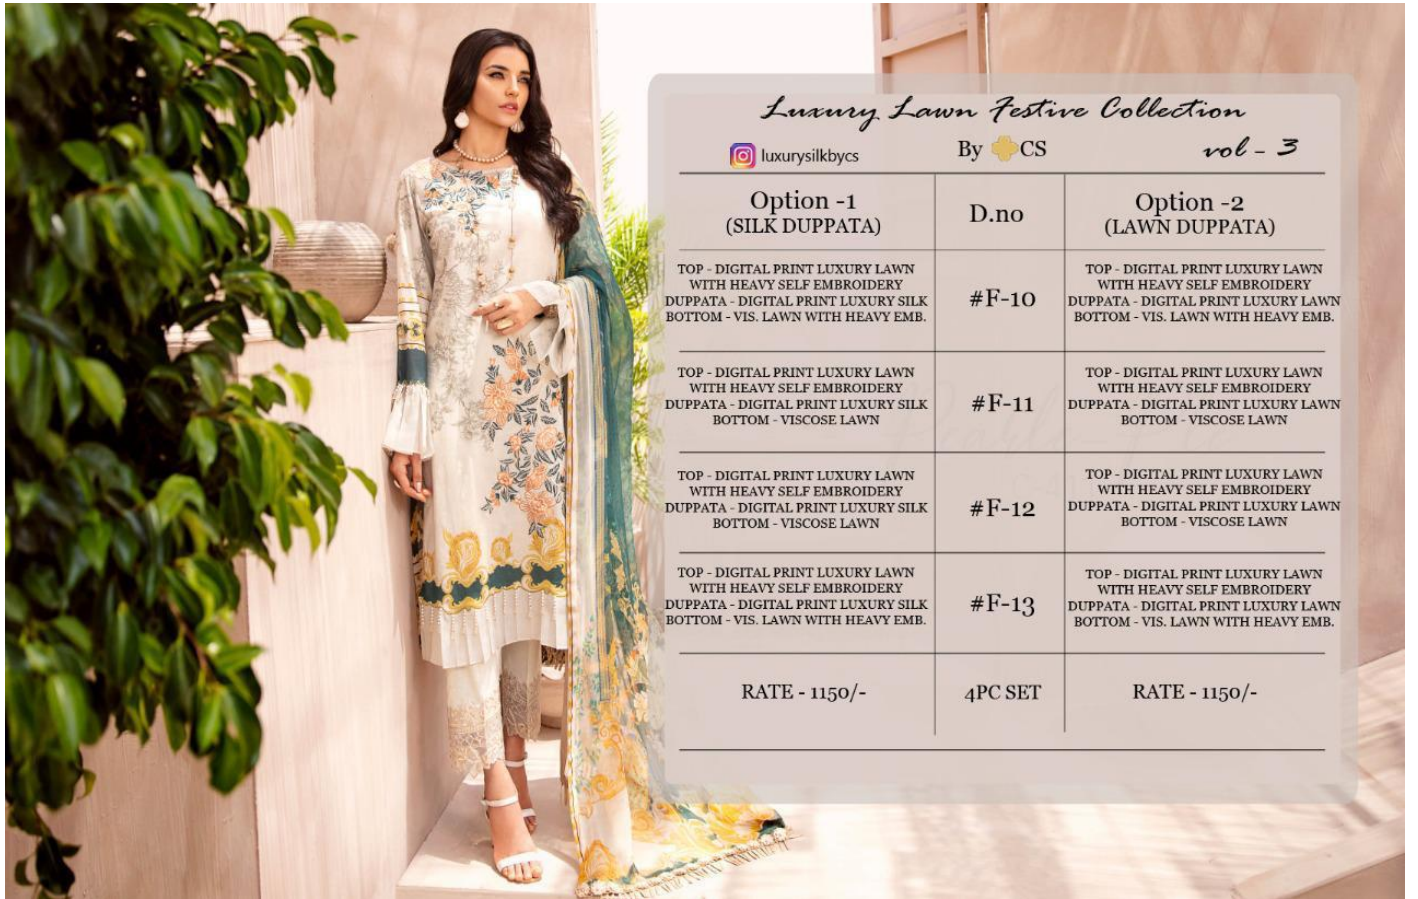 Luxury Lawn Festive Collection
luxurysilkbycs
By CS
vol - 3
Option -1
(SILK DUPPATA)
D.no
Option -2
(LAWN DUPPATA)
TOP - DIGITAL PRINT LUXURY LAWN
WITH HEAVY SELF EMBROIDERY
DUPPATA - DIGITAL PRINT LUXURY SILK
BOTTOM - VIS. LAWN WITH HEAVY EMB.
#F-10
TOP - DIGITAL PRINT LUXURY LAWN
WITH HEAVY SELF EMBROIDERY
DUPPATA - DIGITAL PRINT LUXURY LAWN
BOTTOM - VIS. LAWN WITH HEAVY EMB.
TOP - DIGITAL PRINT LUXURY LAWN
WITH HEAVY SELF EMBROIDERY
DUPPATA - DIGITAL PRINT LUXURY SILK
BOTTOM - VISCOSE LAWN
#F-11
TOP - DIGITAL PRINT LUXURY LAWN
WITH HEAVY SELF EMBROIDERY
DUPPATA - DIGITAL PRINT LUXURY LAWN
BOTTOM - VISCOSE LAWN
TOP - DIGITAL PRINT LUXURY LAWN
WITH HEAVY SELF EMBROIDERY
DUPPATA - DIGITAL PRINT LUXURY SILK
BOTTOM - VISCOSE LAWN
#F-12
TOP - DIGITAL PRINT LUXURY LAWN
WITH HEAVY SELF EMBROIDERY
DUPPATA - DIGITAL PRINT LUXURY LAWN
BOTTOM - VISCOSE LAWN
TOP - DIGITAL PRINT LUXURY LAWN
WITH HEAVY SELF EMBROIDERY
DUPPATA - DIGITAL PRINT LUXURY SILK
BOTTOM - VIS. LAWN WITH HEAVY EMB.
#F-13
TOP - DIGITAL PRINT LUXURY LAWN
WITH HEAVY SELF EMBROIDERY
DUPPATA - DIGITAL PRINT LUXURY LAWN
BOTTOM - VIS. LAWN WITH HEAVY EMB.
RATE - 1150/-
4PC SET
RATE - 1150/-